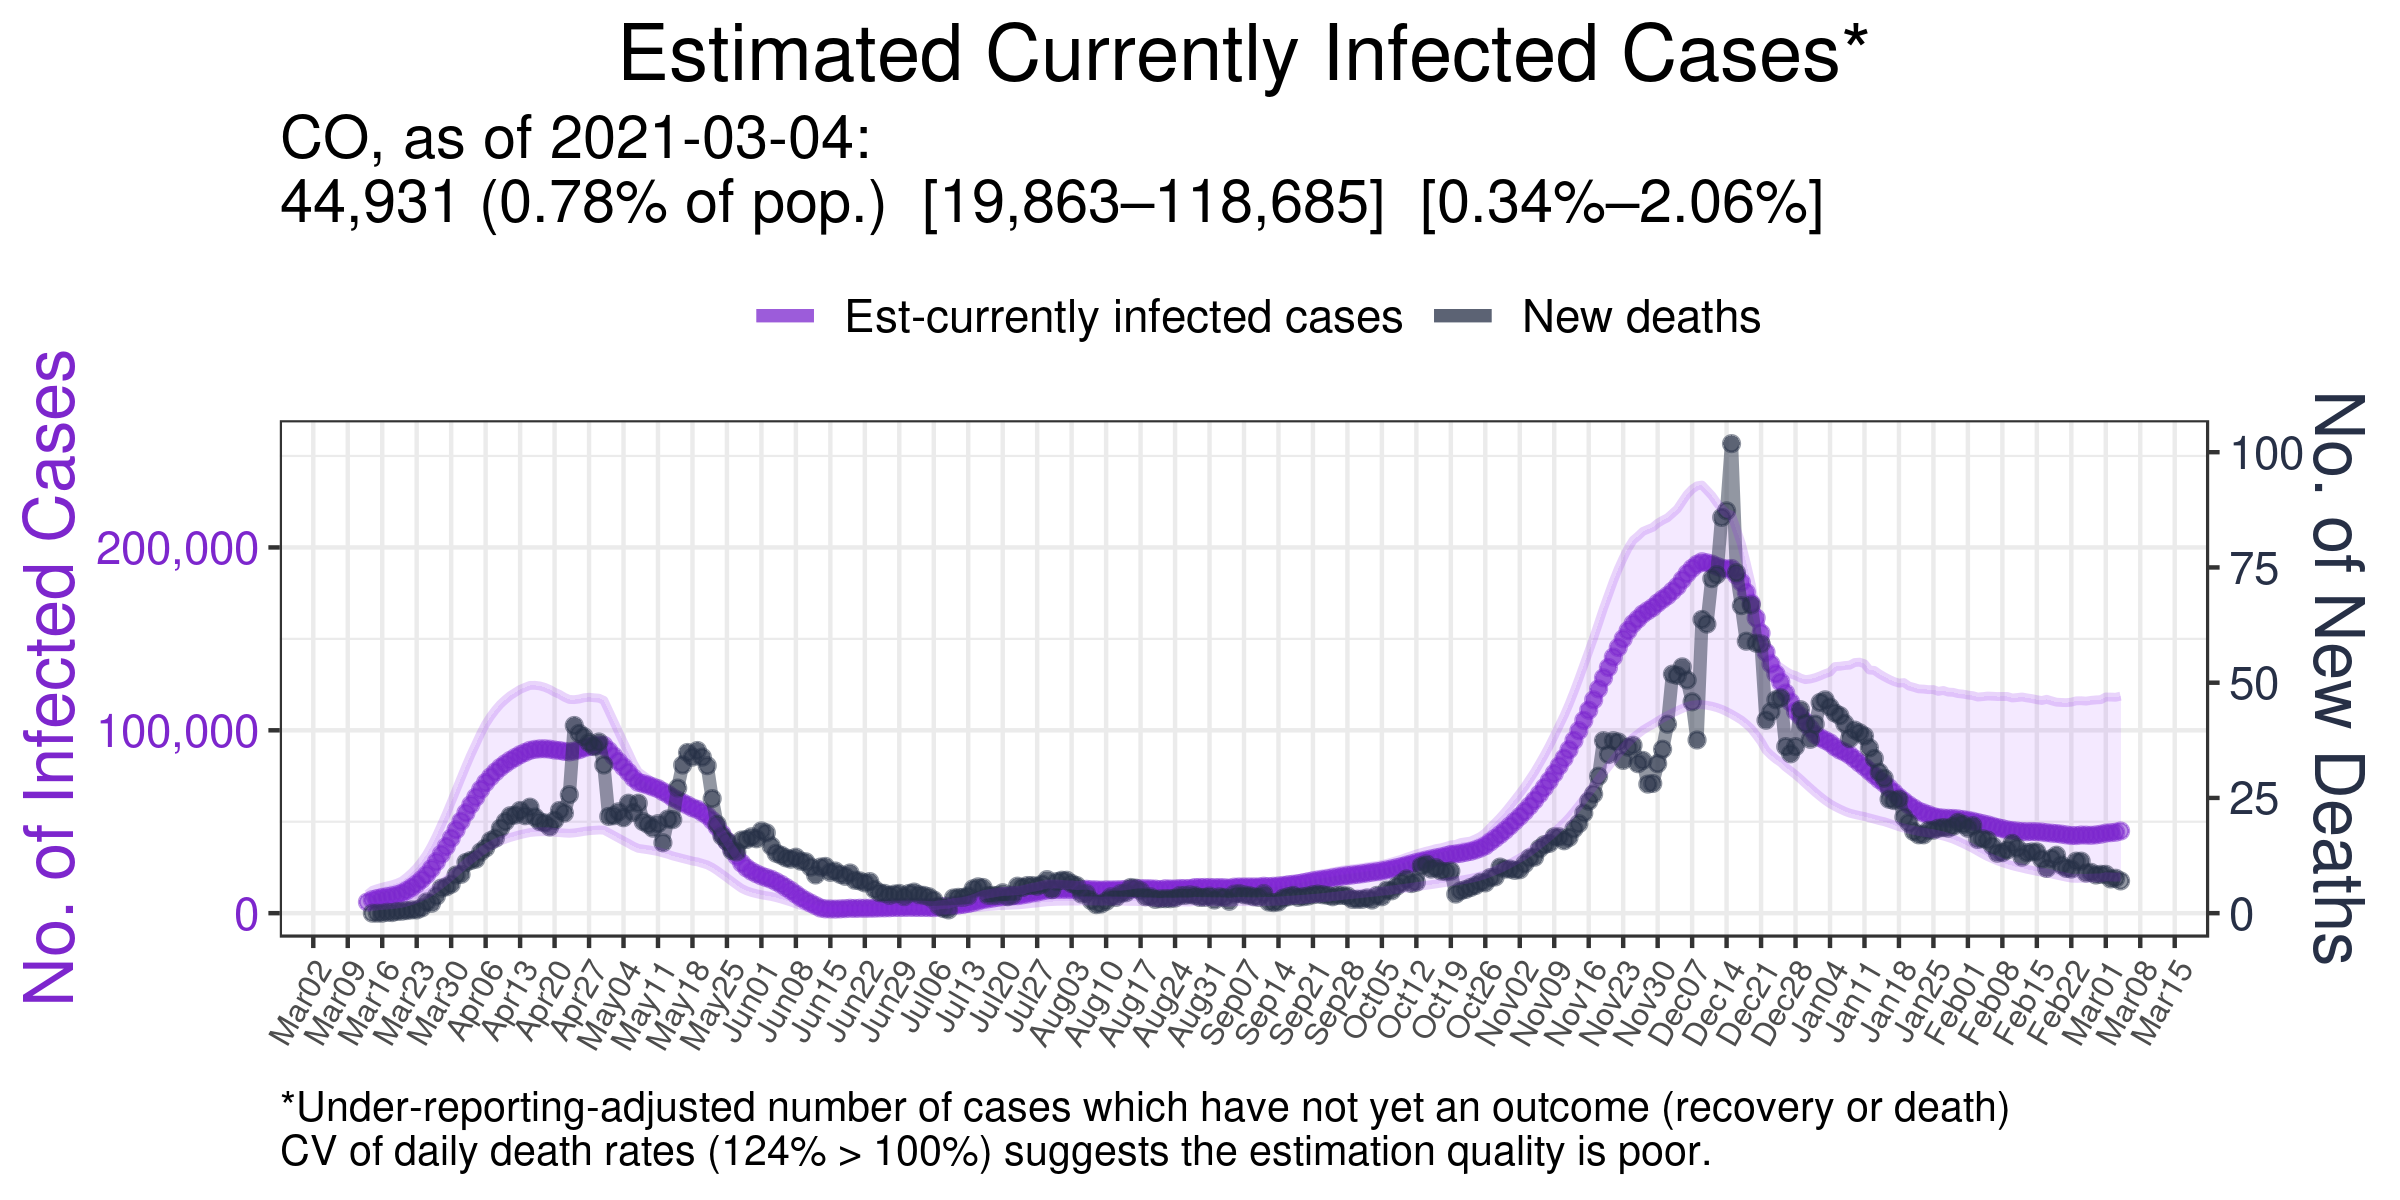 Estimated Currently Infected Cases*
CO, as of 2021-03-04:
44,931 (0.78% of pop.) [19,863–118,685] [0.34%–2.06%]
Est-currently infected cases
New deaths
No. of Infected Cases
200,000
100,000
0
100
75
50
25
0
No. of New Deaths
Mar02
Mar09
Mar16
Mar23
Mar30
Apr06
Apr13
Apr20
Apr27
May04
May11
May18
May25
Jun01
Jun08
Jun15
Jun22
Jun29
Jul06
Jul13
Jul20
Jul27
Aug03
Aug10
Aug17
Aug24
Aug31
Sep07
Sep14
Sep21
Sep28
Oct05
Oct12
Oct19
Oct26
Nov02
Nov09
Nov16
Nov23
Nov30
Dec07
Dec14
Dec21
Dec28
Jan04
Jan11
Jan18
Jan25
Feb01
Feb08
Feb15
Feb22
Mar01
Mar08
Mar15
*Under-reporting-adjusted number of cases which have not yet an outcome (recovery or death)
CV of daily death rates (124% > 100%) suggests the estimation quality is poor.